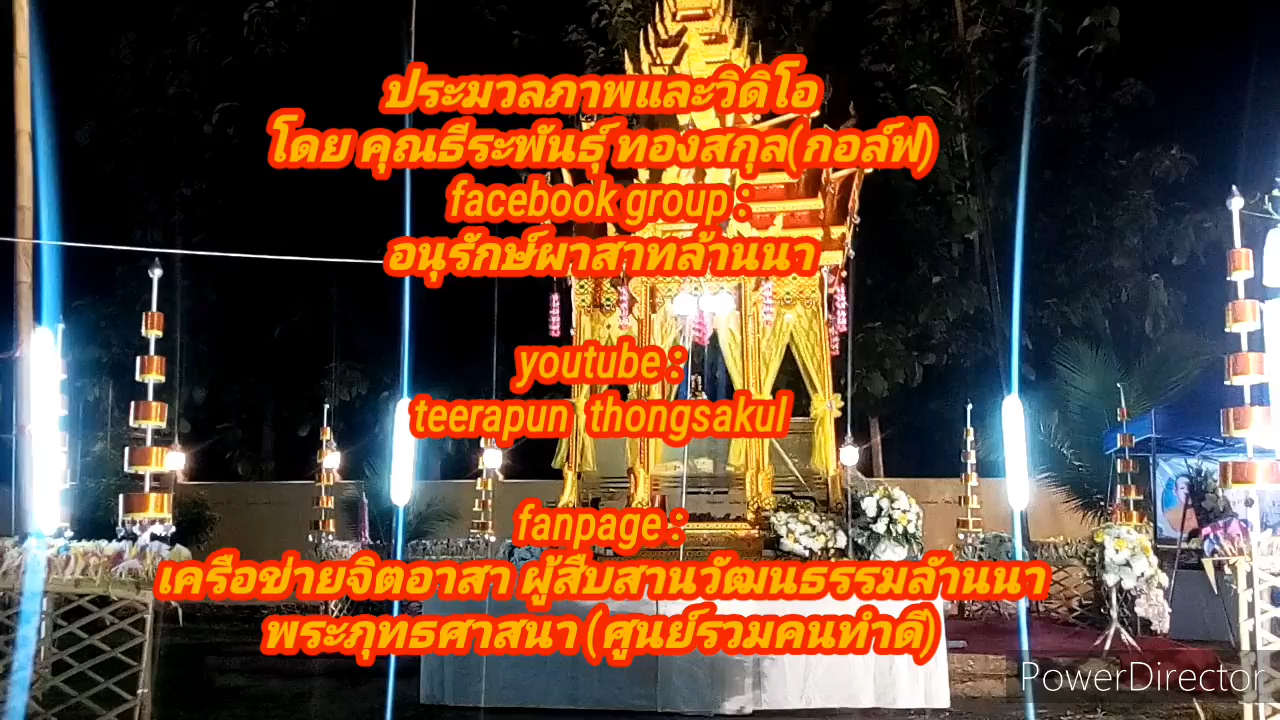 ประมวลภาพและวิดิโอ
โดย คุณธีระพันธุ์ ทองสกุล(กอล์ฟ)
facebook group :
อนุรักษ์ผาสาทล้านนา
youtube :
teerapun thongsakul
fanpage :
เครือข่ายจิตอาสา ผู้สืบสานวัฒนธรรมล้านนา
พระภุทธศาสนา (ศูนย์รวมคนทำดี)
PowerDirector